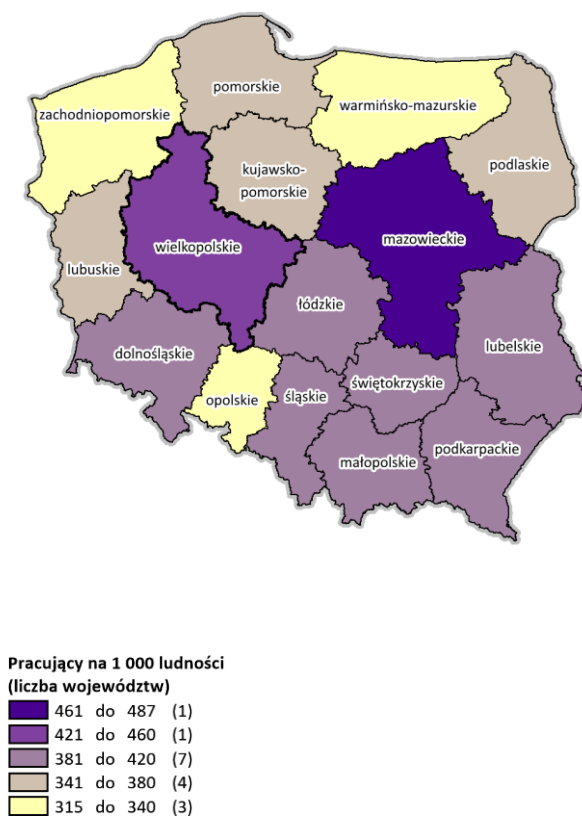 pomorskie
zachodniopomorskie
warmińsko-mazurskie
podlaskie
kujawsko-
pomorskie
mazowieckie
wielkopolskie
lubuskie
łódzkie
lubelskie
dolnośląskie
świętokrzyskie
opolskie
śląskie
podkarpackie
małopolskie
Pracujący na 1 000 ludności
(liczba województw)
461 do 487 (1)
421 do 460 (1)
381 do 420 (7)
341 do 380 (4)
315 do 340 (3)